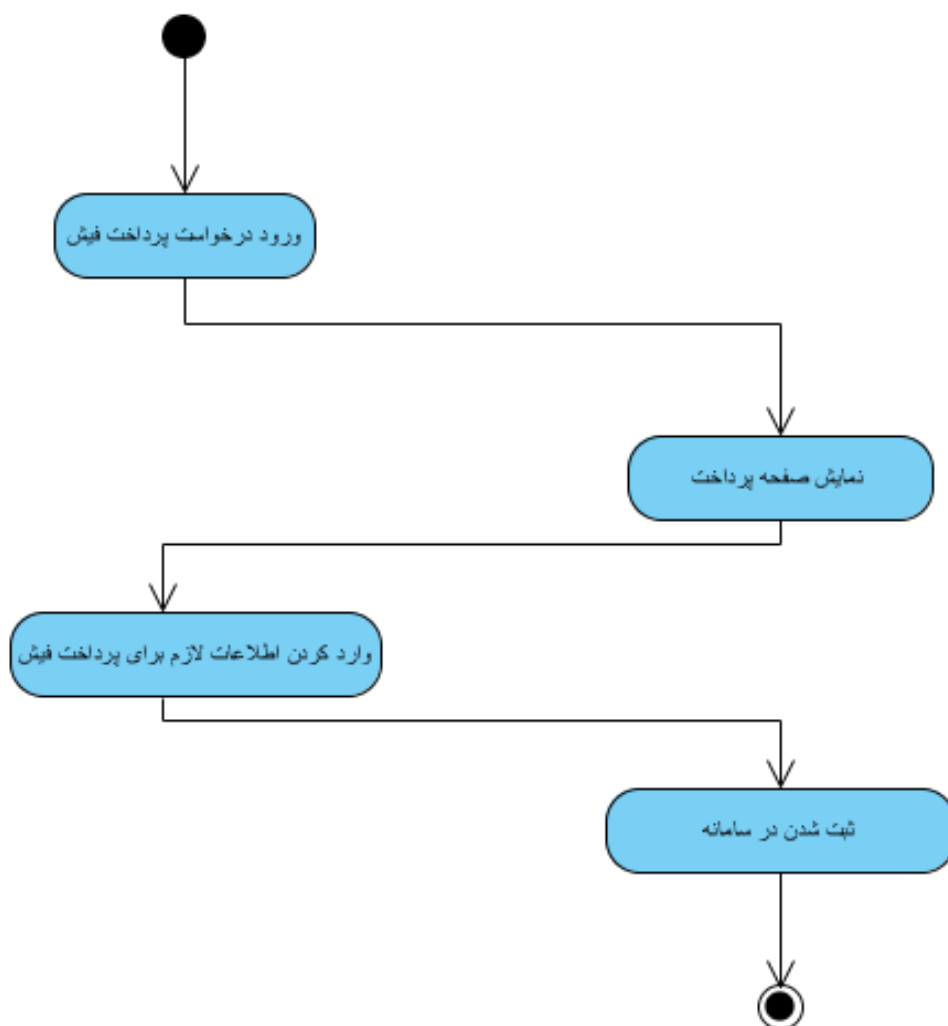 ورود درخواست پرداخت فیش
نمایش صفحه پرداخت
وارد کردن اطلاعات لازم برای پرداخت فیش
ثبت شدن در سامانه